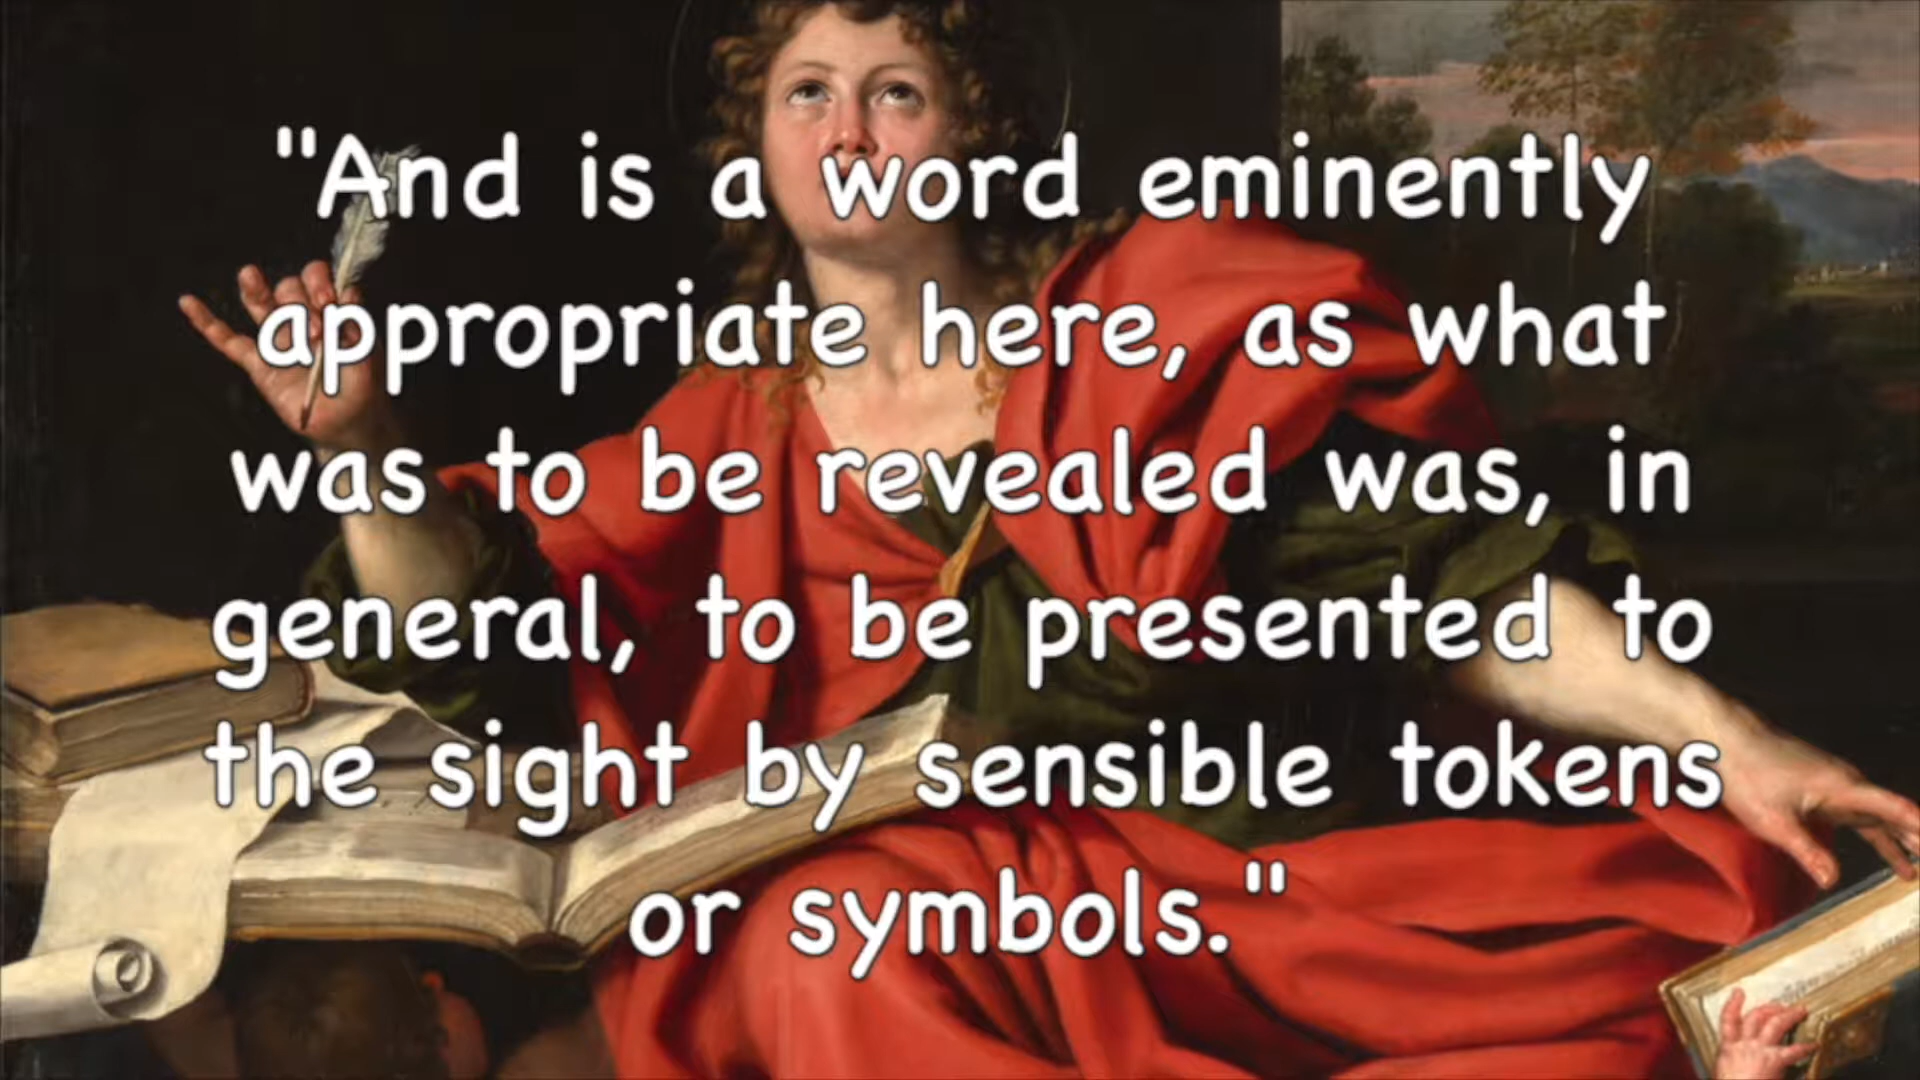 "And is a word eminently
appropriate here, as what
was to be revealed was, in
general, to be presented to
the sight by sensible tokens
or symbols."